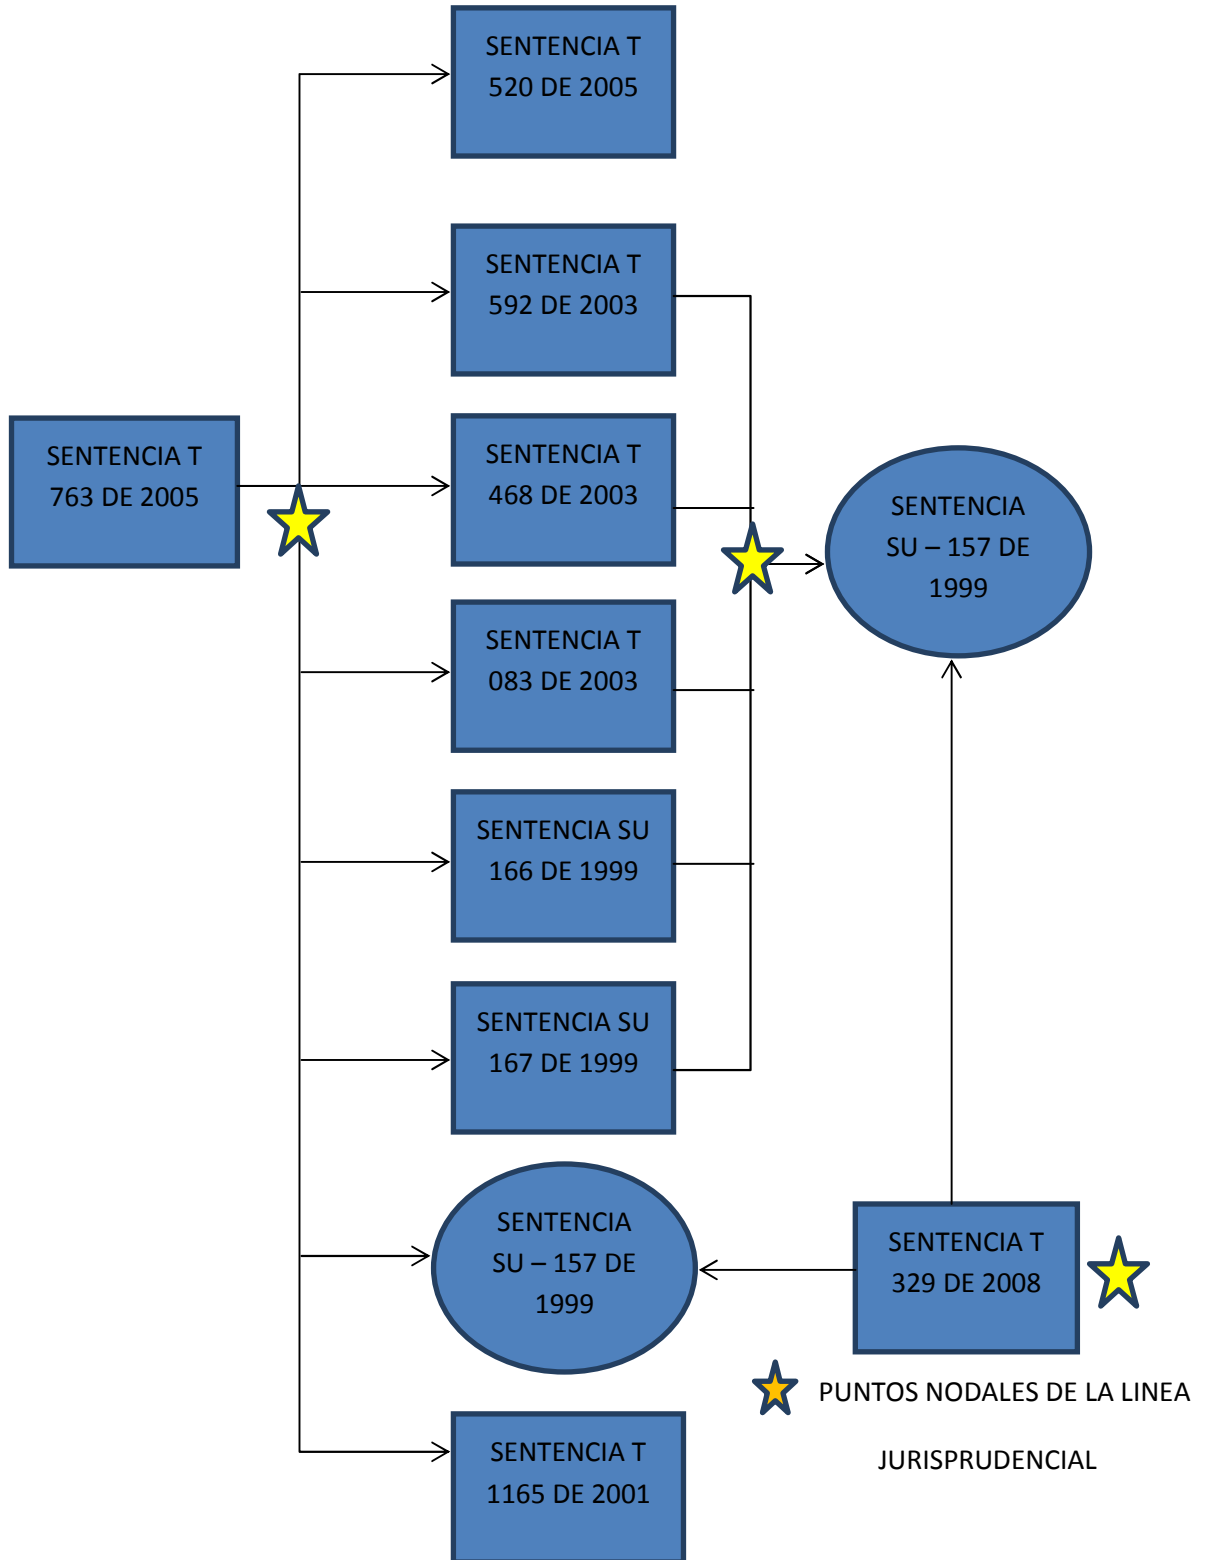 SENTENCIA T
520 DE 2005
SENTENCIA T
592 DE 2003
SENTENCIA T
763 DE 2005
SENTENCIA T
468 DE 2003
SENTENCIA
SU – 157 DE
1999
SENTENCIA T
083 DE 2003
SENTENCIA SU
166 DE 1999
SENTENCIA SU
167 DE 1999
SENTENCIA
SU – 157 DE
1999
SENTENCIA T
329 DE 2008
PUNTOS NODALES DE LA LINEA
JURISPRUDENCIAL
SENTENCIA T
1165 DE 2001